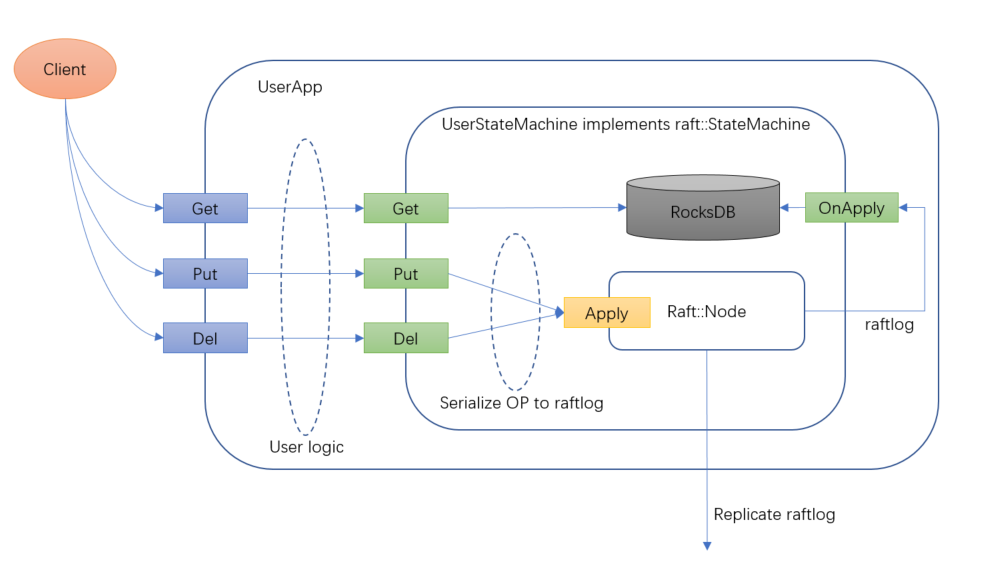 Client
UserApp
UserStateMachine implements raft::StateMachine
Get
Get
RocksDB
OnApply
Put
Put
Apply
Raft::Node
raftlog
Del
Del
Serialize OP to raftlog
User logic
Replicate raftlog